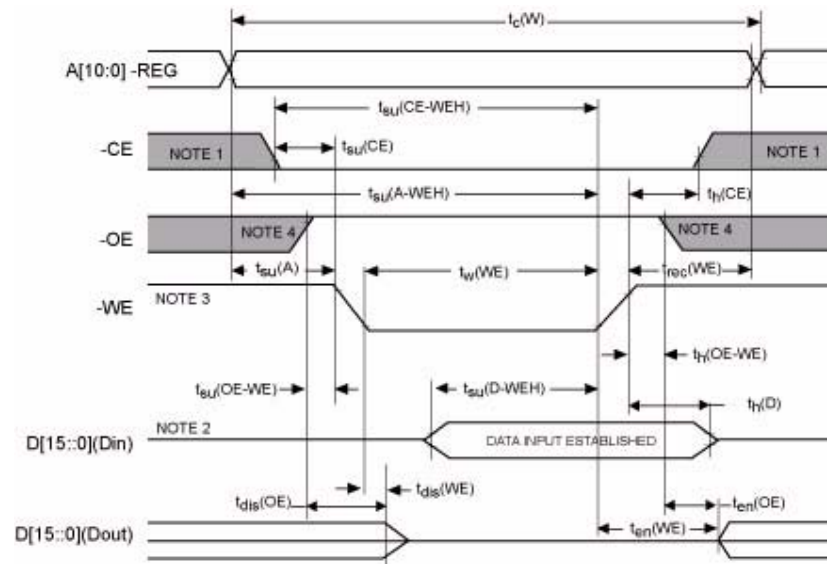 tc(W)
A[10:0] -REG
tsu(CE-WEH)
-CE
NOTE 1
tsu(CE)
NOTE 1
tsu(A-WEH)
th(CE)
-OE
NOTE 4
NOTE 4
tsu(A)
tw(WE)
trec(WE)
-WE
NOTE 3
th(OE-WE)
tsu(OE-WE)
tsu(D-WEH)
th(D)
D[15::0](Din)
NOTE 2
DATA INPUT ESTABLISHED
tdis(OE)
tdis(WE)
ten(OE)
D[15::0](Dout)
ten(WE)